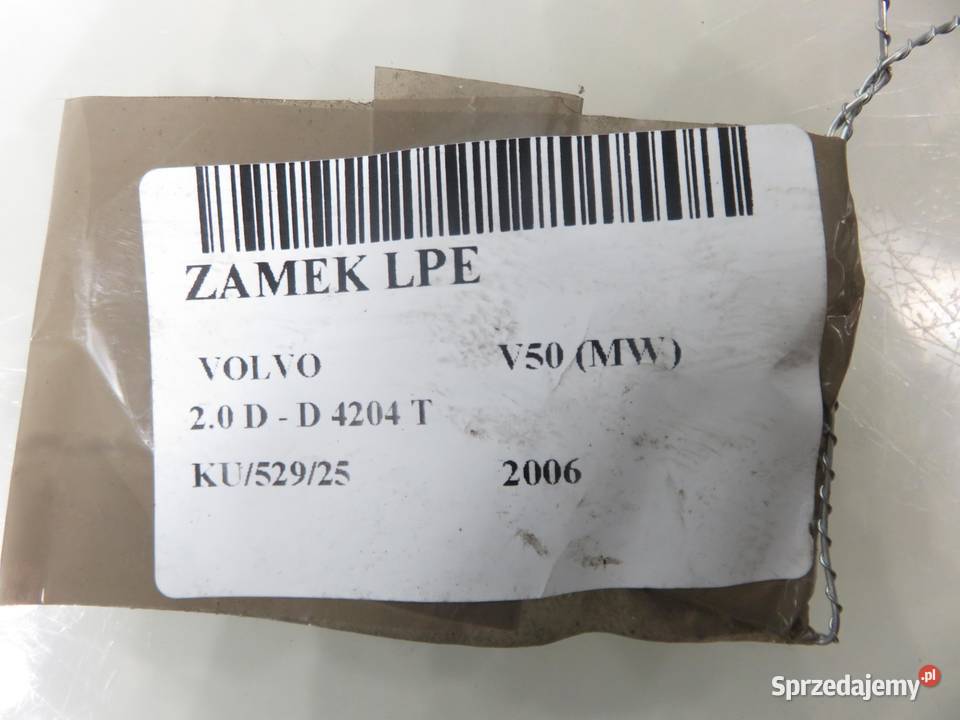 ZAMEK LPE
VOLVO V50 (MW)
2.0 D - D 4204 T
KU/529/25 2006
Sprzedajemy.pl